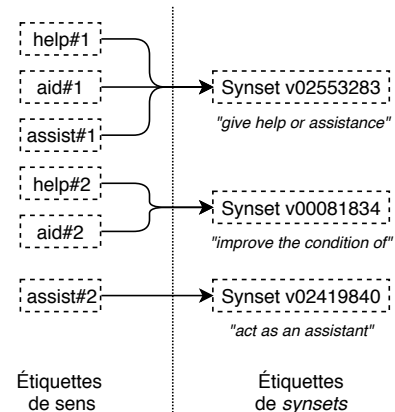 help#1
aid#1
assist#1
Synset v02553283
"give help or assistance"
help#2
aid#2
Synset v00081834
"improve the condition of"
assist#2
Synset v02419840
"act as an assistant"
Étiquettes
de sens
Étiquettes
de synsets